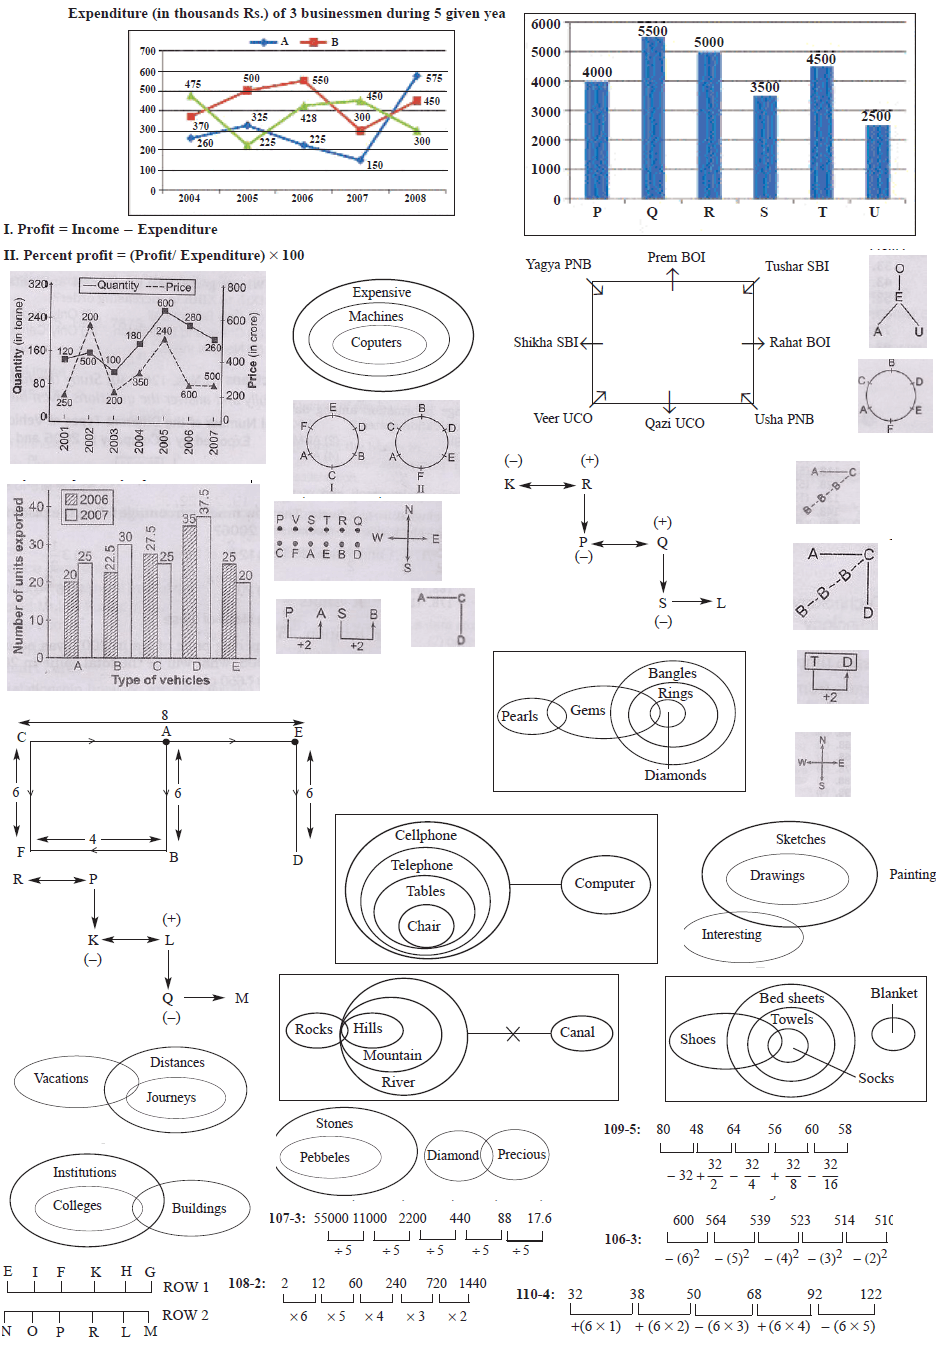 Expenditure (in thousands Rs.) of 3 businessmen during 5 given yea
A B
700
600
500
400
300
200
100
0
475
370
260
500
325
225
550
428
225
450
300
150
575
450
300
2004 2005 2006 2007 2008
6000
5000
4000
3000
2000
1000
0
4000 5500 5000 3500 4500 2500
P Q R S T U
I. Profit = Income – Expenditure
II. Percent profit = (Profit/ Expenditure) × 100
Quantity Price
Quantity (in tonne)
Price (in crore)
320
240
160
80
0
800
600
400
200
0
120 200 100 180 600 280 260
250 500 200 350 240 600 500
2001 2002 2003 2004 2005 2006 2007
Expensive
Machines
Coputers
Yagya PNB
Prem BOI
Tushar SBI
Shikha SBI
Rahat BOI
Veer UCO
Qazi UCO
Usha PNB
O
E
A U
B
C D
A E
F
E
F D
A B
C
I
B
C D
A E
F
II
(–) (+)
K R
(+)
P Q
(–)
S L
(–)
A C
B B B
2006
2007
Number of units exported
40
30
20
10
0
20 25 22.5 30 27.5 25 35 37.5 25 20
A B C D E
Type of vehicles
P V S T R Q
C F A E B D
N
W E
S
P A S B
+2 +2
A C
D
A C
B B B
D
T D
+2
N
W E
S
Bangles
Rings
Pearls Gems
Diamonds
8
C A E
6 6 6
4
F B D
R P
(+)
K L
(–)
Q M
(–)
Cellphone
Telephone
Tables
Chair
Computer
Sketches
Drawings
Painting
Interesting
Rocks Hills
Mountain
River
Canal
Bed sheets
Towels
Shoes
Socks
Blanket
Vacations
Distances
Journeys
Stones
Pebbeles
Diamond Precious
Institutions
Colleges
Buildings
109-5: 80 48 64 56 60 58
– 32 + 32/2 – 32/4 + 32/8 – 32/16
107-3: 55000 11000 2200 440 88 17.6
÷ 5 ÷ 5 ÷ 5 ÷ 5 ÷ 5
106-3: 600 564 539 523 514 510
– (6)² – (5)² – (4)² – (3)² – (2)²
108-2: 2 12 60 240 720 1440
× 6 × 5 × 4 × 3 × 2
110-4: 32 38 50 68 92 122
+(6 × 1) + (6 × 2) – (6 × 3) + (6 × 4) – (6 × 5)
E I F K H G
ROW 1
ROW 2
N O P R L M